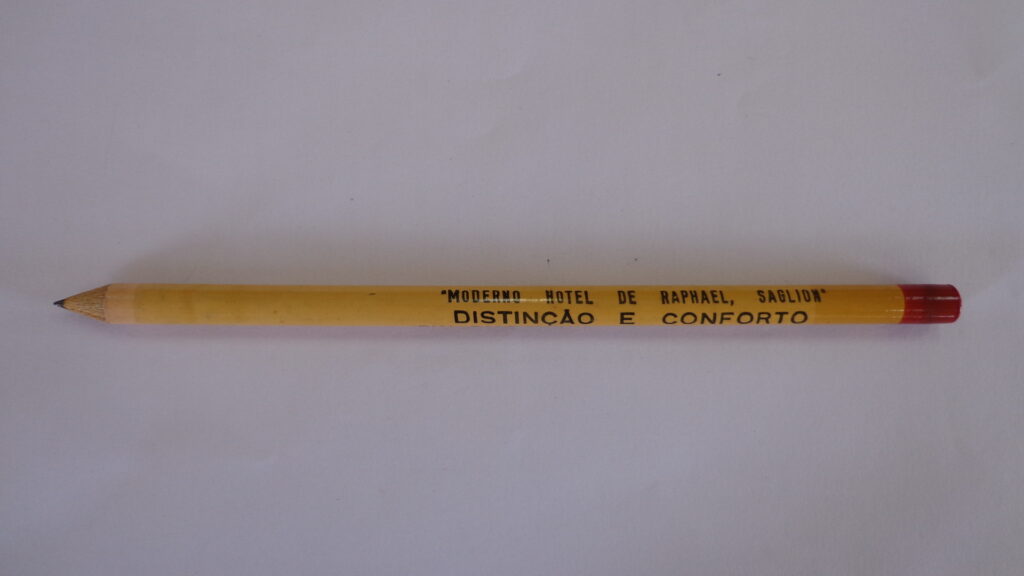 "MODERNO HOTEL DE RAPHAEL, SAGLION"
DISTINÇÃO E CONFORTO